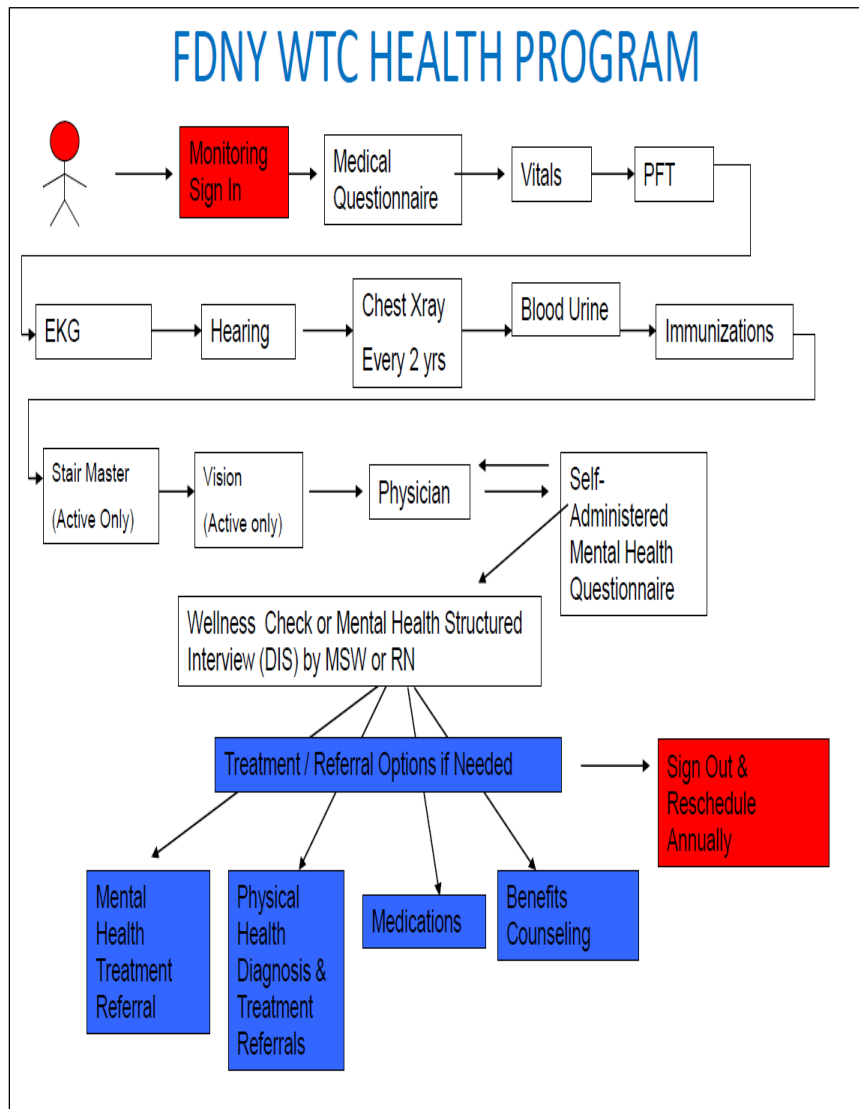 FDNY WTC HEALTH PROGRAM
Monitoring
Sign In
Medical
Questionnaire
Vitals
PFT
EKG
Hearing
Chest Xray
Every 2 yrs
Blood Urine
Immunizations
Stair Master
(Active Only)
Vision
(Active only)
Physician
Self-
Administered
Mental Health
Questionnaire
Wellness Check or Mental Health Structured
Interview (DIS) by MSW or RN
Treatment / Referral Options if Needed
Sign Out &
Reschedule
Annually
Mental
Health
Treatment
Referral
Physical
Health
Diagnosis &
Treatment
Referrals
Medications
Benefits
Counseling